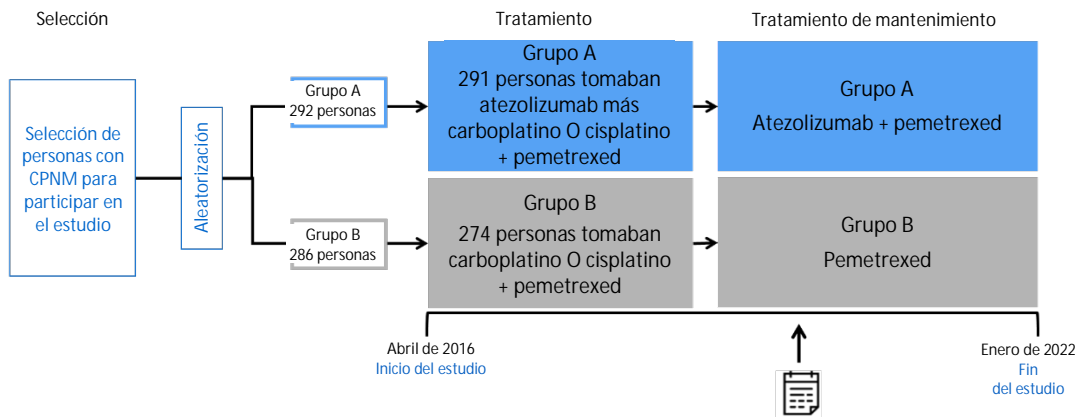 Selección
Tratamiento
Tratamiento de mantenimiento
Selección de
personas con
CPNM para
participar en
el estudio
Aleatorización
Grupo A
292 personas
Grupo A
291 personas tomaban
atezolizumab más
carboplatino O cisplatino
+ pemetrexed
Grupo A
Atezolizumab + pemetrexed
Grupo B
286 personas
Grupo B
274 personas tomaban
carboplatino O cisplatino
+ pemetrexed
Grupo B
Pemetrexed
Abril de 2016
Inicio del estudio
Enero de 2022
Fin
del estudio